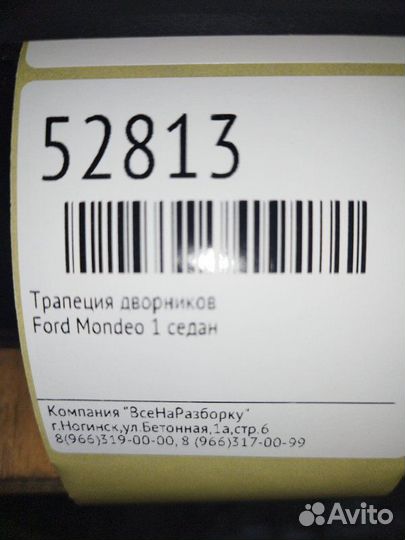 52813
Трапеция дворников
Ford Mondeo 1 седан
Компания "ВсеНаРазборку"
г.Ногинск,ул.Бетонная,1а,стр.6
8(966)319-00-00, 8 (966)317-00-99
Avito